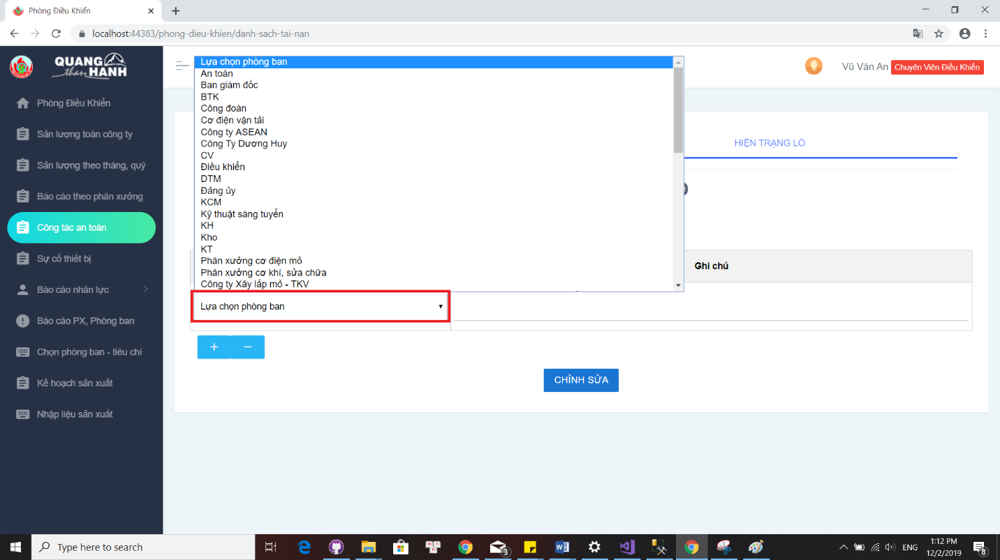 Phòng Điều Khiển
localhost:44383/phong-dieu-khien/danh-sach-tai-nan
QUANG
than HANH
Vũ Văn An Chuyên Viên Điều Khiển
Phòng Điều Khiển
Sản lượng toàn công ty
Sản lượng theo tháng, quý
Báo cáo theo phân xưởng
Công tác an toàn
Sự cố thiết bị
Báo cáo nhân lực
Báo cáo PX, Phòng ban
Chọn phòng ban - tiêu chí
Kế hoạch sản xuất
Nhập liệu sản xuất
Lựa chọn phòng ban
An toàn
Ban giám đốc
BTK
Công đoàn
Cơ điện vận tải
Công ty ASEAN
Công Ty Dương Huy
CV
Điều khiển
DTM
Đảng ủy
KCM
Kỹ thuật sàng tuyển
KH
Kho
KT
Phân xưởng cơ điện mỏ
Phân xưởng cơ khí, sửa chữa
Công ty Xây lắp mỏ - TKV
HIỆN TRẠNG LÒ
Ghi chú
Lựa chọn phòng ban
+ −
CHỈNH SỬA
Type here to search
3
ENG
1:12 PM
12/2/2019
8